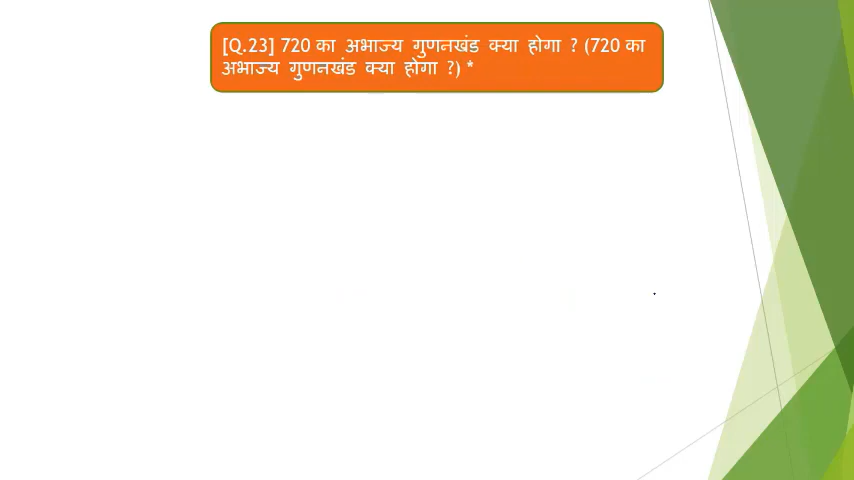 [Q.23] 720 का अभाज्य गुणनखंड क्या होगा ? (720 का
अभाज्य गुणनखंड क्या होगा ?) *